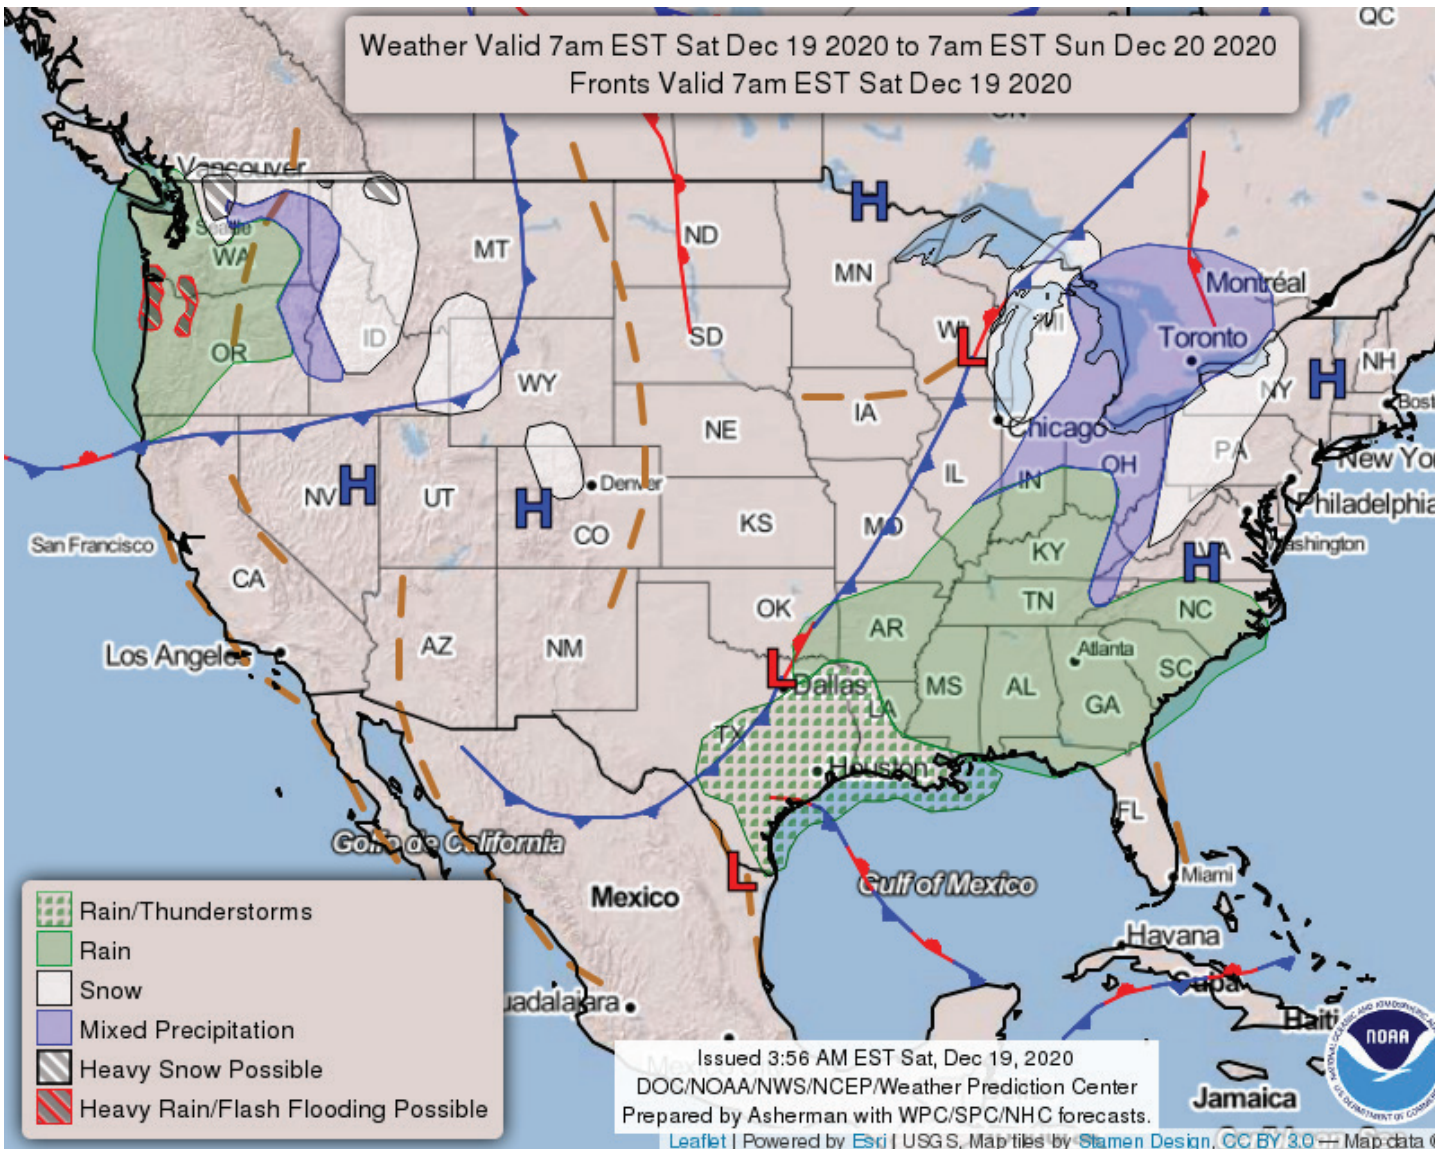 QC
Weather Valid 7am EST Sat Dec 19 2020 to 7am EST Sun Dec 20 2020
Fronts Valid 7am EST Sat Dec 19 2020
Vancouver
Seattle
WA
MT
ND
MN
H
Montréal
OR
ID
SD
WI
L
MI
Toronto
WY
NY
H
NH
IA
NE
Chicago
PA
New Yo
NV
H
UT
H
Denver
IL
IN
OH
Philadelphia
San Francisco
CO
KS
MO
KY
H
VA
CA
OK
TN
NC
Los Angeles
AZ
NM
AR
Atlanta
L
Dallas
MS
AL
GA
SC
TX
LA
Houston
FL
Golfo de California
L
Gulf of Mexico
Miami
Mexico
Havana
Cuba
uadalajara
Haiti
Jamaica
Rain/Thunderstorms
Rain
Snow
Mixed Precipitation
Heavy Snow Possible
Heavy Rain/Flash Flooding Possible
NOAA
Issued 3:56 AM EST Sat, Dec 19, 2020
DOC/NOAA/NWS/NCEP/Weather Prediction Center
Prepared by Asherman with WPC/SPC/NHC forecasts.
Leaflet | Powered by Esri | USGS, Map tiles by Stamen Design, CC BY 3.0 — Map data ©